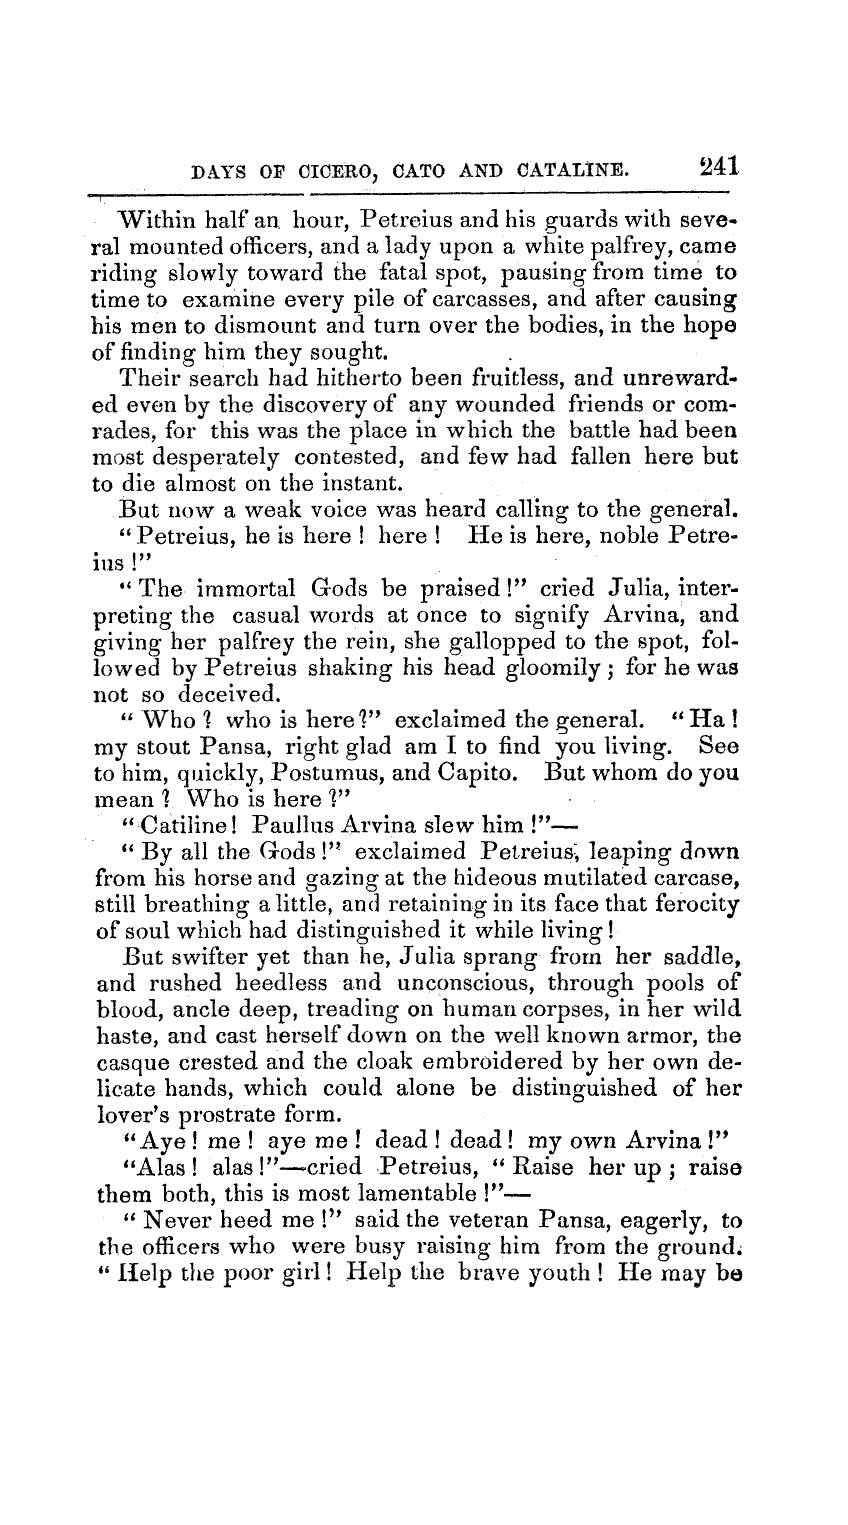 DAYS OF CICERO, CATO AND CATALINE. 241
Within half an hour, Petreius and his guards with seve-
ral mounted officers, and a lady upon a white palfrey, came
riding slowly toward the fatal spot, pausing from time to
time to examine every pile of carcasses, and after causing
his men to dismount and turn over the bodies, in the hope
of finding him they sought.
Their search had hitherto been fruitless, and unreward-
ed even by the discovery of any wounded friends or com-
rades, for this was the place in which the battle had been
most desperately contested, and few had fallen here but
to die almost on the instant.
But now a weak voice was heard calling to the general.
“Petreius, he is here ! here ! He is here, noble Petre-
ius !”
“The immortal Gods be praised !” cried Julia, inter-
preting the casual words at once to signify Arvina, and
giving her palfrey the rein, she gallopped to the spot, fol-
lowed by Petreius shaking his head gloomily ; for he was
not so deceived.
“ Who ? who is here ?” exclaimed the general. “Ha !
my stout Pansa, right glad am I to find you living. See
to him, quickly, Postumus, and Capito. But whom do you
mean ? Who is here ?”
“Catiline ! Paullus Arvina slew him !”—
“ By all the Gods !” exclaimed Petreius, leaping down
from his horse and gazing at the hideous mutilated carcase,
still breathing a little, and retaining in its face that ferocity
of soul which had distinguished it while living !
But swifter yet than he, Julia sprang from her saddle,
and rushed heedless and unconscious, through pools of
blood, ancle deep, treading on human corpses, in her wild
haste, and cast herself down on the well known armor, the
casque crested and the cloak embroidered by her own de-
licate hands, which could alone be distinguished of her
lover’s prostrate form.
“Aye ! me ! aye me ! dead ! dead ! my own Arvina !”
“Alas ! alas !”—cried Petreius, “ Raise her up ; raise
them both, this is most lamentable !”—
“ Never heed me !” said the veteran Pansa, eagerly, to
the officers who were busy raising him from the ground.
“ Help the poor girl ! Help the brave youth ! He may be